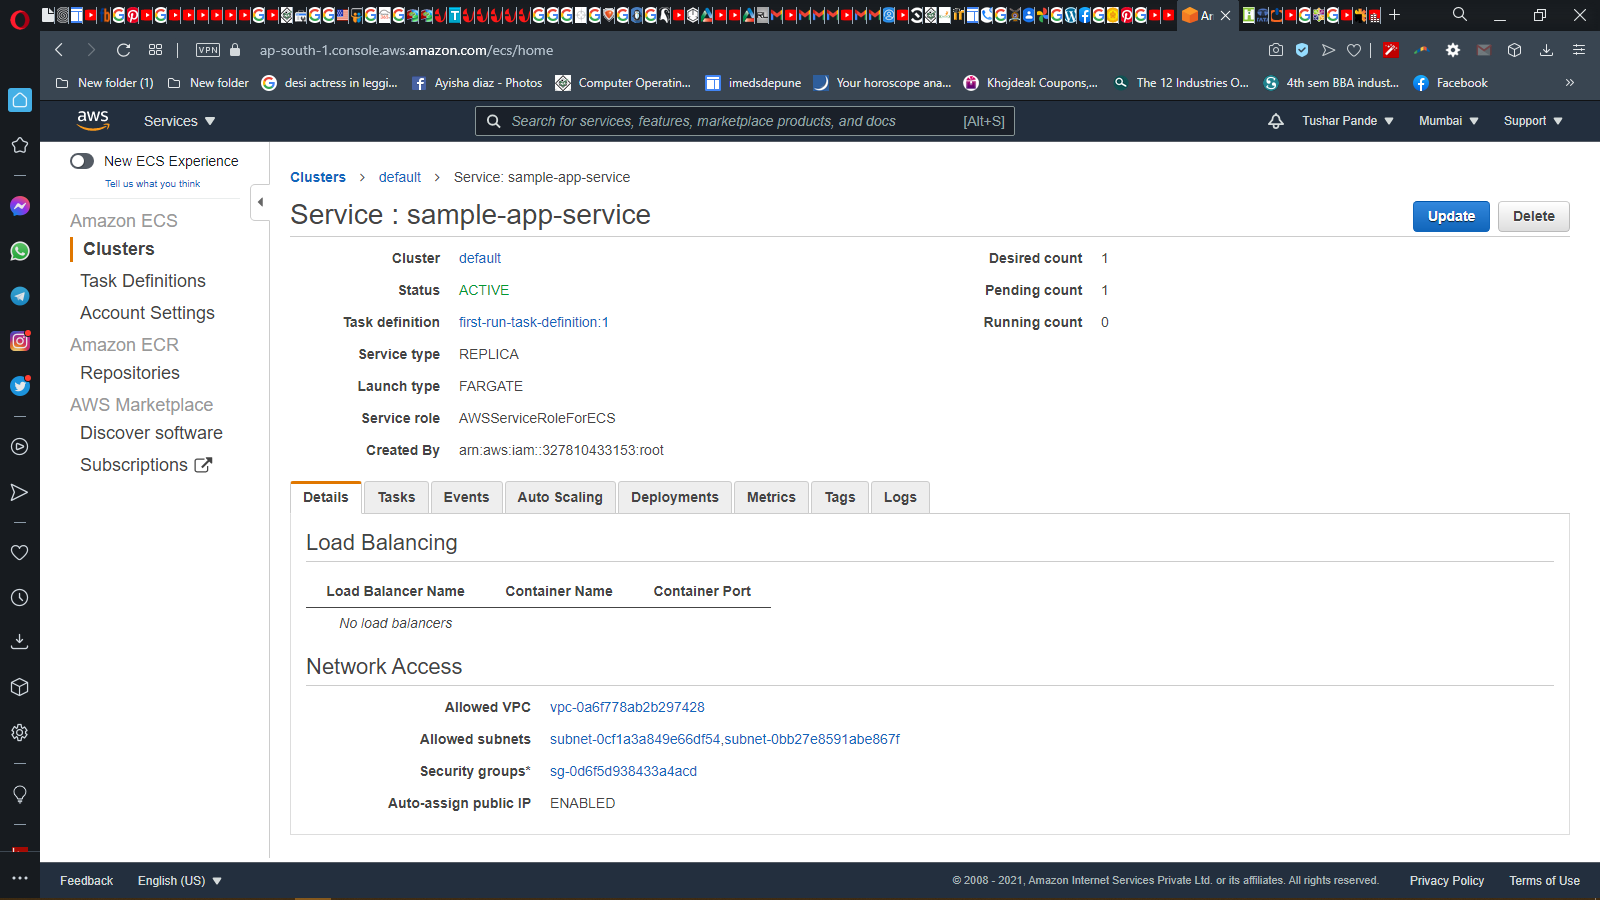 Ar
VPN
ap-south-1.console.aws.amazon.com/ecs/home
New folder (1)
New folder
desi actress in leggi...
Ayisha diaz - Photos
Computer Operatin...
imedsdepune
Your horoscope ana...
Khojdeal: Coupons,...
The 12 Industries O...
4th sem BBA indust...
Facebook
aws
Services
Search for services, features, marketplace products, and docs
[Alt+S]
Tushar Pande
Mumbai
Support
New ECS Experience
Tell us what you think
Amazon ECS
Clusters
Task Definitions
Account Settings
Amazon ECR
Repositories
AWS Marketplace
Discover software
Subscriptions
Clusters > default > Service: sample-app-service
Service : sample-app-service
Update
Delete
Cluster default
Status ACTIVE
Task definition first-run-task-definition:1
Service type REPLICA
Launch type FARGATE
Service role AWSServiceRoleForECS
Created By arn:aws:iam::327810433153:root
Desired count 1
Pending count 1
Running count 0
Details
Tasks
Events
Auto Scaling
Deployments
Metrics
Tags
Logs
Load Balancing
Load Balancer Name
Container Name
Container Port
No load balancers
Network Access
Allowed VPC vpc-0a6f778ab2b297428
Allowed subnets subnet-0cf1a3a849e66df54,subnet-0bb27e8591abe867f
Security groups* sg-0d6f5d938433a4acd
Auto-assign public IP ENABLED
Feedback
English (US)
© 2008 - 2021, Amazon Internet Services Private Ltd. or its affiliates. All rights reserved.
Privacy Policy
Terms of Use